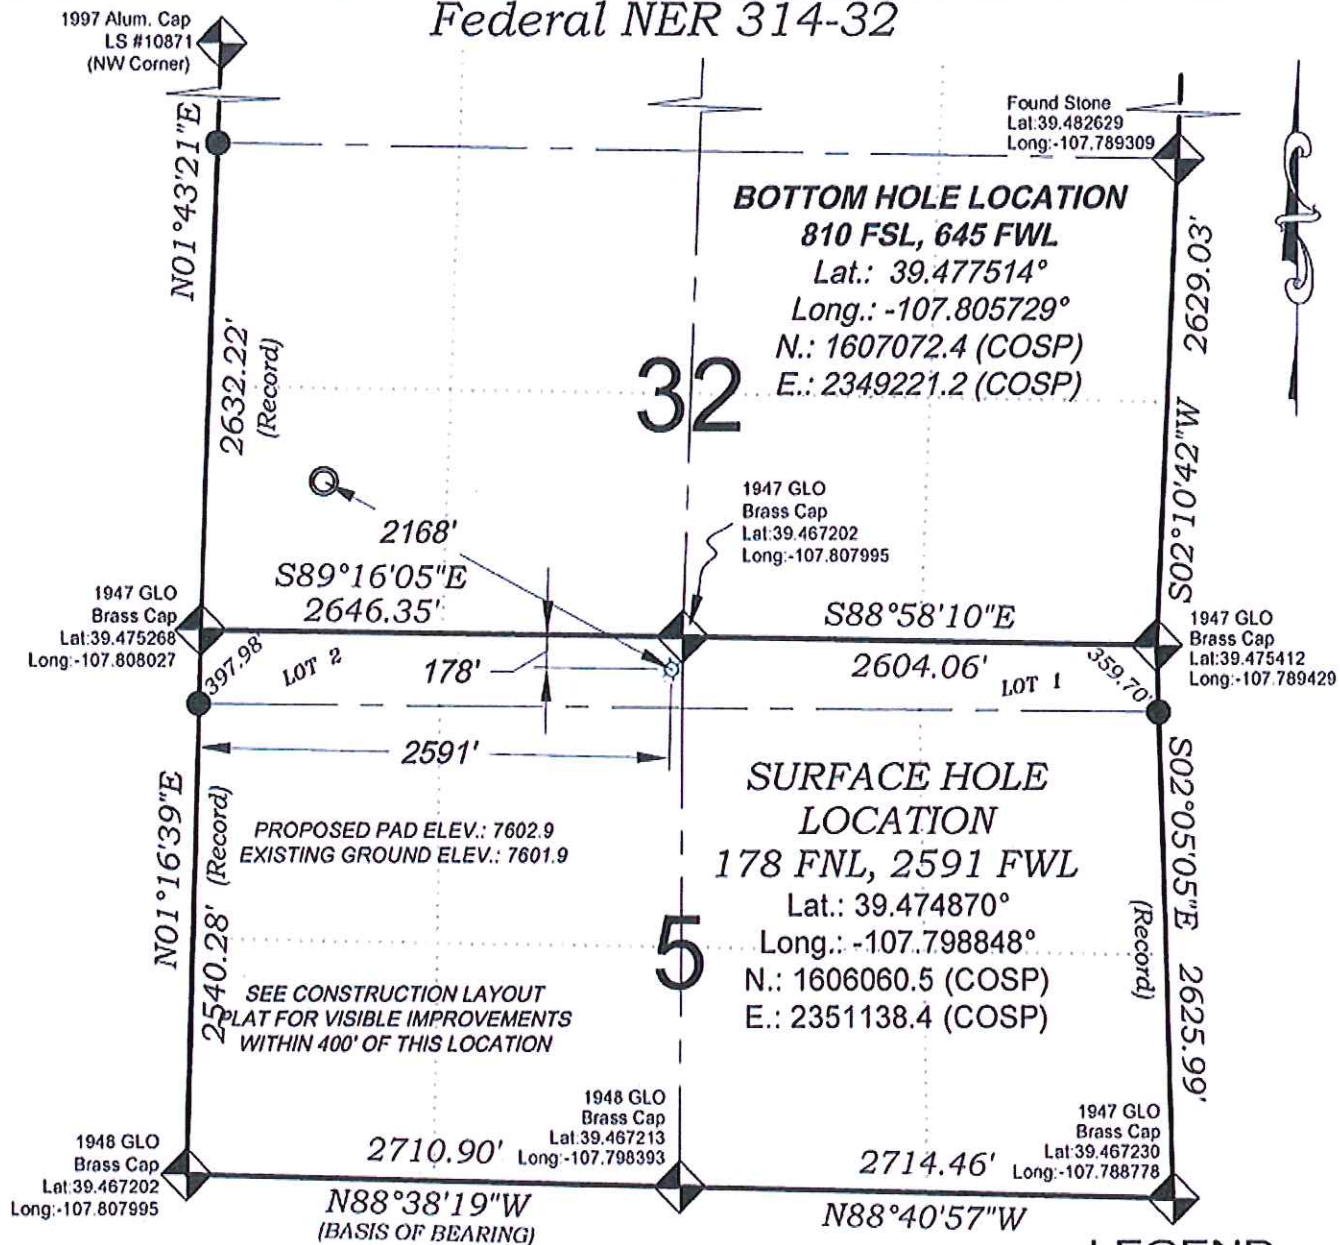 Federal NER 314-32
1997 Alum. Cap
LS #10871
(NW Corner)
Found Stone
Lat:39.482629
Long:-107.789309
N01°43'21"E
2632.22'
(Record)
BOTTOM HOLE LOCATION
810 FSL, 645 FWL
Lat.: 39.477514°
Long.: -107.805729°
N.: 1607072.4 (COSP)
E.: 2349221.2 (COSP)
2629.03'
S02°10'42"W
32
1947 GLO
Brass Cap
Lat:39.467202
Long:-107.807995
2168'
S89°16'05"E
2646.35'
S88°58'10"E
2604.06'
1947 GLO
Brass Cap
Lat:39.475268
Long:-107.808027
1947 GLO
Brass Cap
Lat:39.475412
Long:-107.789429
397.98
LOT 2
178'
LOT 1
359.70'
2591'
N01°16'39"E
2540.28' (Record)
PROPOSED PAD ELEV.: 7602.9
EXISTING GROUND ELEV.: 7601.9
SURFACE HOLE
LOCATION
178 FNL, 2591 FWL
Lat.: 39.474870°
Long.: -107.798848°
N.: 1606060.5 (COSP)
E.: 2351138.4 (COSP)
S02°05'05"E 2625.99'
(Record)
5
SEE CONSTRUCTION LAYOUT
PLAT FOR VISIBLE IMPROVEMENTS
WITHIN 400' OF THIS LOCATION
1948 GLO
Brass Cap
Lat:39.467202
Long:-107.807995
2710.90'
N88°38'19"W
(BASIS OF BEARING)
1948 GLO
Brass Cap
Lat:39.467213
Long:-107.798393
2714.46'
N88°40'57"W
1947 GLO
Brass Cap
Lat:39.467230
Long:-107.788778
LEGEND